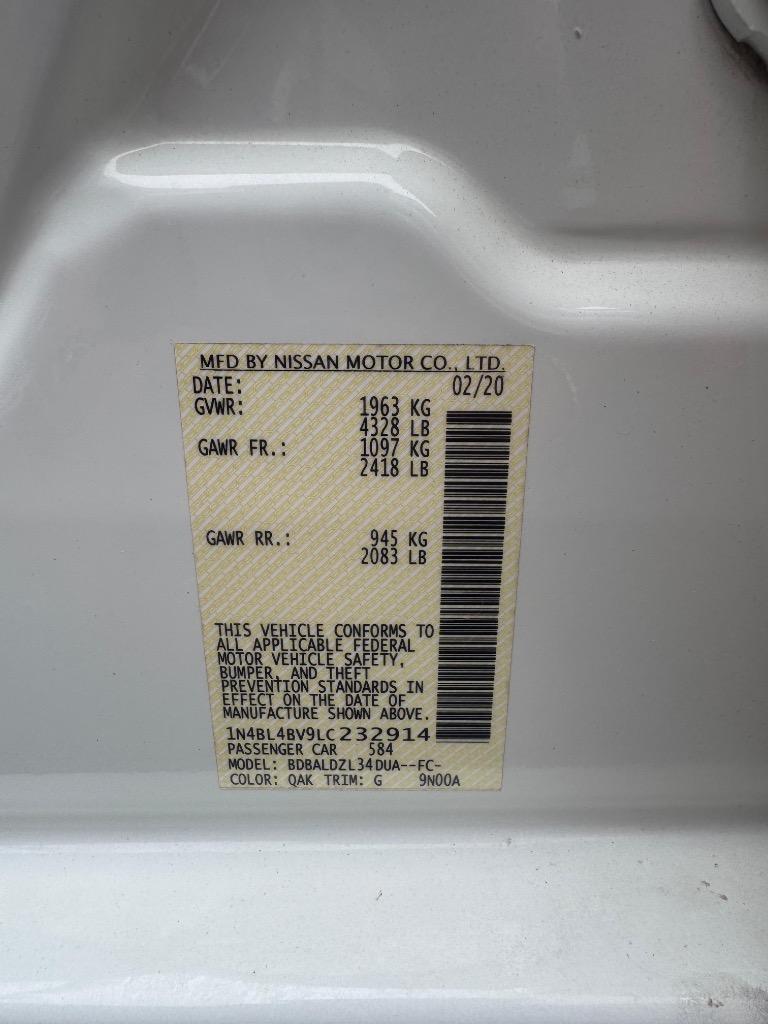 MFD BY NISSAN MOTOR CO., LTD.
DATE: 02/20
GVWR: 1963 KG
4328 LB
GAWR FR.: 1097 KG
2418 LB
GAWR RR.: 945 KG
2083 LB
THIS VEHICLE CONFORMS TO
ALL APPLICABLE FEDERAL
MOTOR VEHICLE SAFETY,
BUMPER, AND THEFT
PREVENTION STANDARDS IN
EFFECT ON THE DATE OF
MANUFACTURE SHOWN ABOVE.
1N4BL4BV9LC232914
PASSENGER CAR 584
MODEL: BDBALDZL34DUA--FC-
COLOR: QAK TRIM: G 9N00A